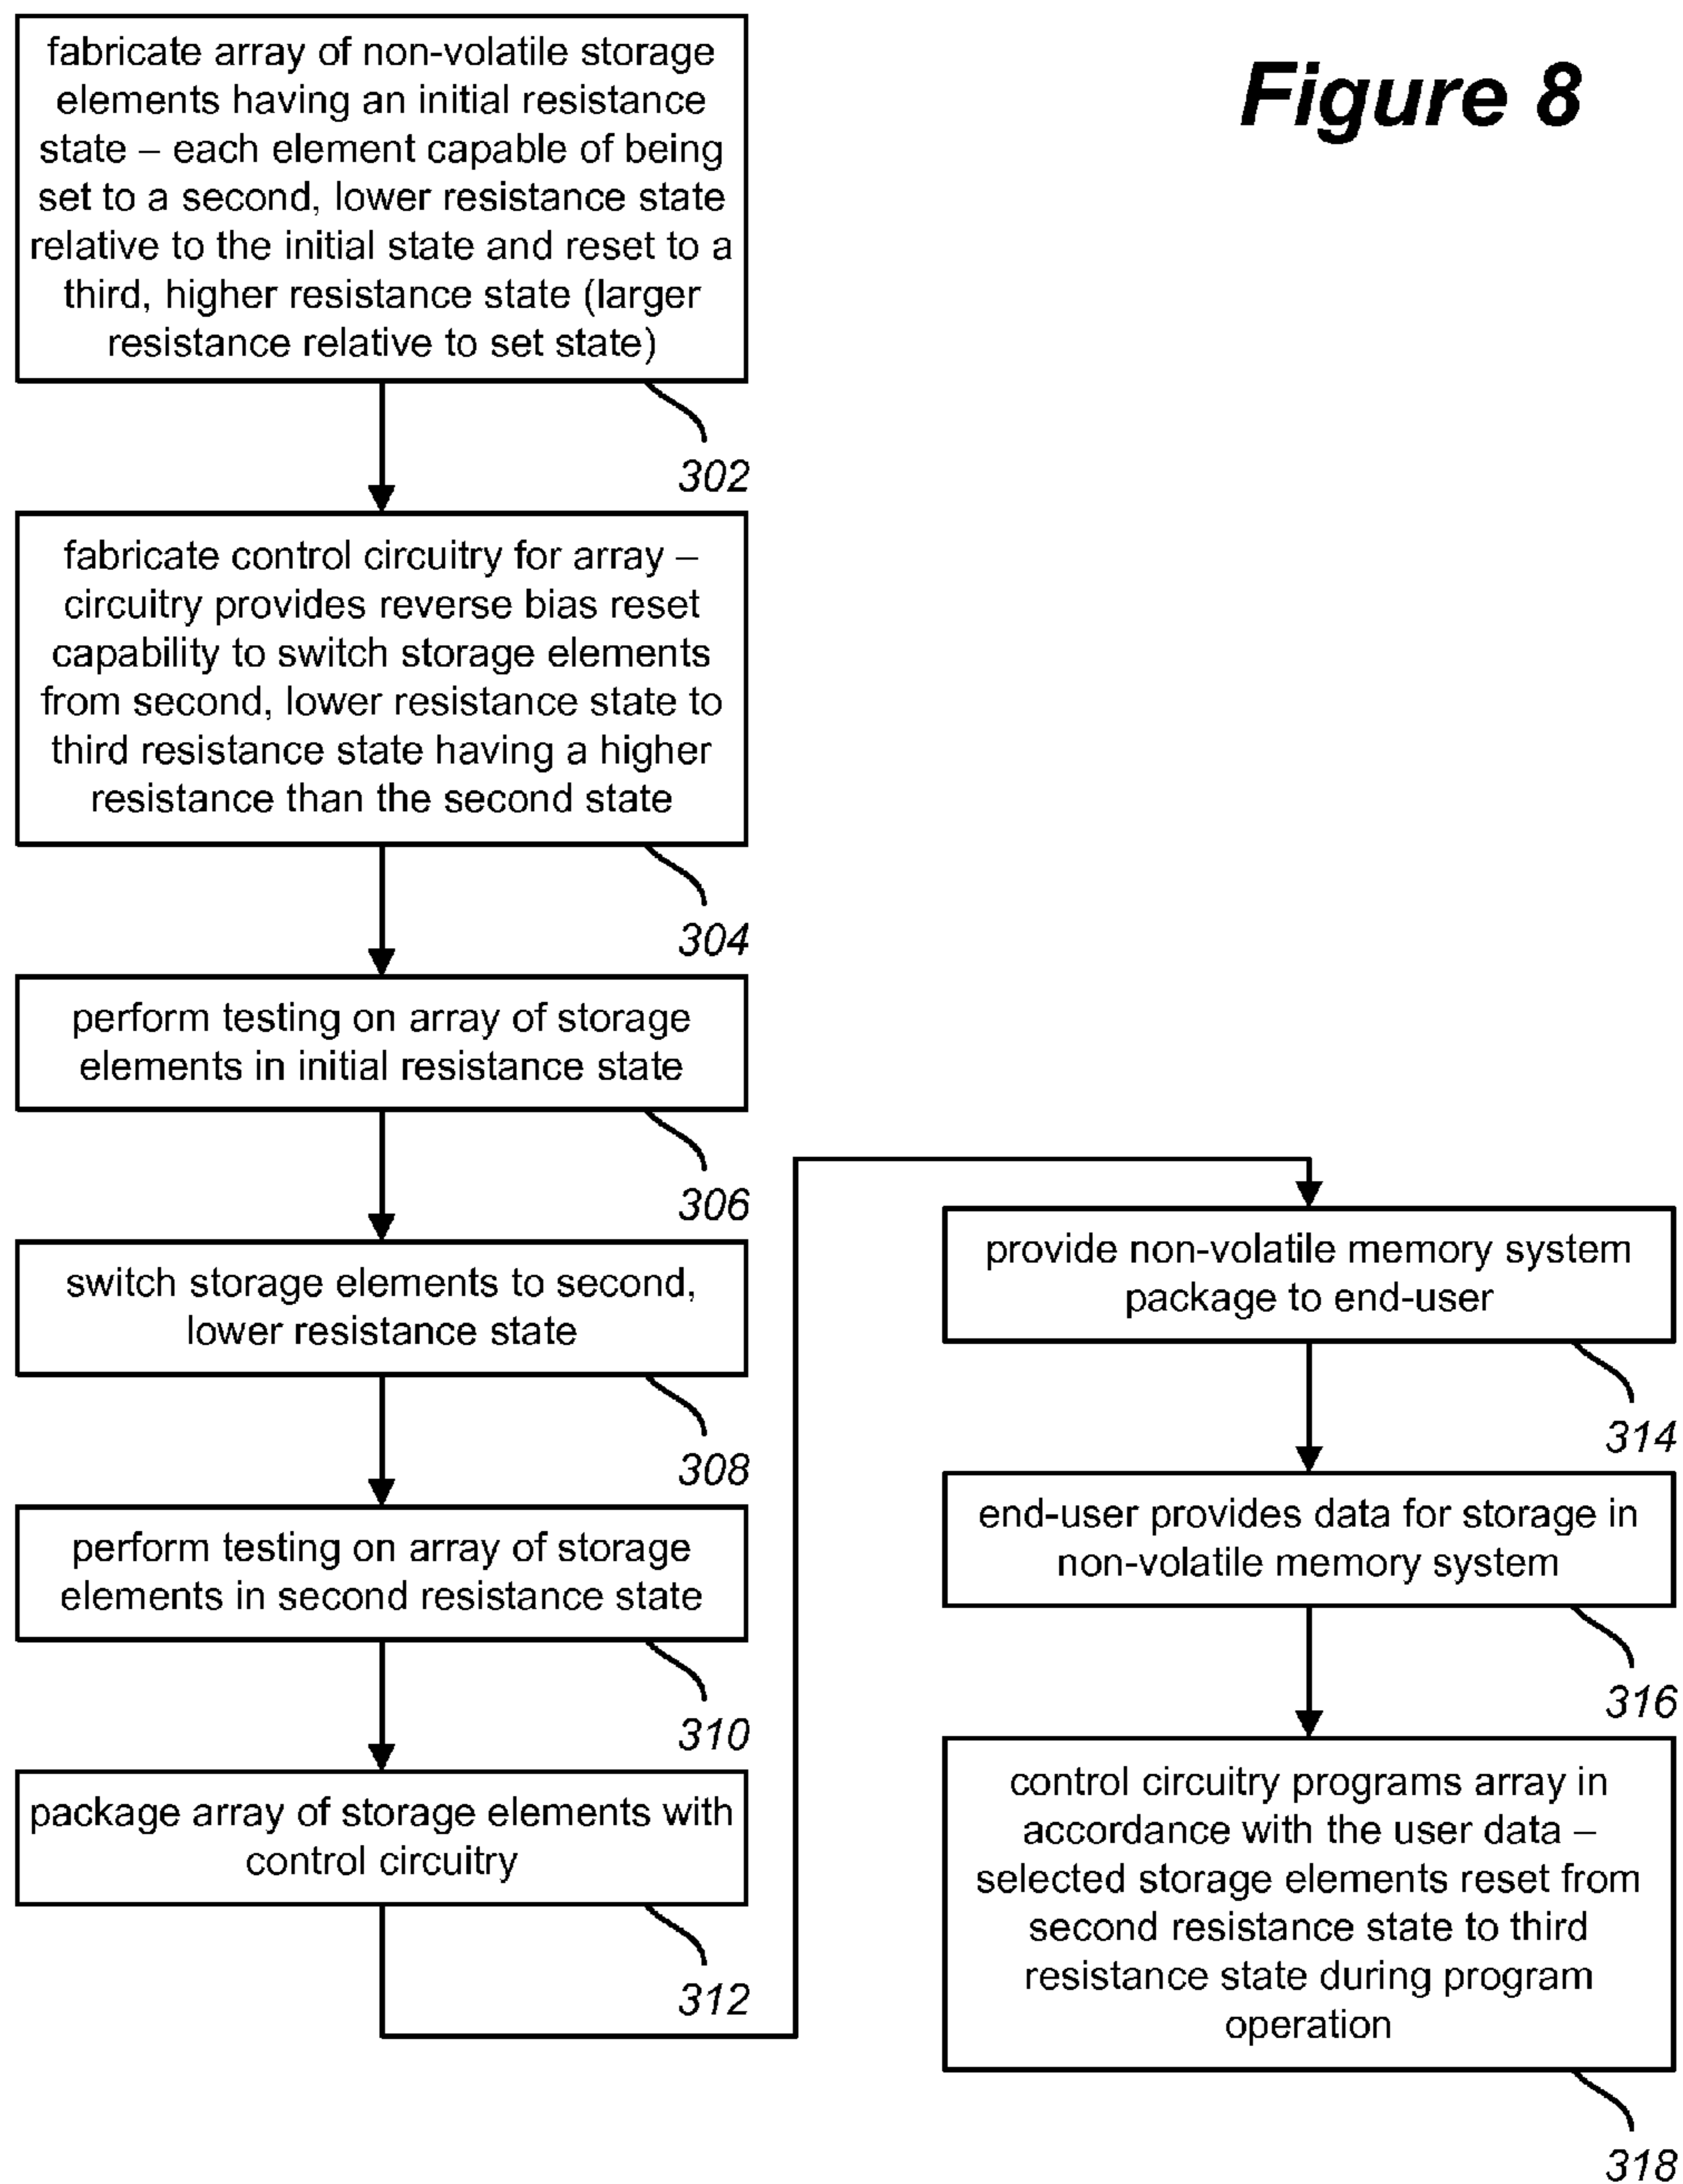 Figure 8
fabricate array of non-volatile storage
elements having an initial resistance
state – each element capable of being
set to a second, lower resistance state
relative to the initial state and reset to a
third, higher resistance state (larger
resistance relative to set state)
302
fabricate control circuitry for array –
circuitry provides reverse bias reset
capability to switch storage elements
from second, lower resistance state to
third resistance state having a higher
resistance than the second state
304
perform testing on array of storage
elements in initial resistance state
306
switch storage elements to second,
lower resistance state
308
perform testing on array of storage
elements in second resistance state
310
package array of storage elements with
control circuitry
312
provide non-volatile memory system
package to end-user
314
end-user provides data for storage in
non-volatile memory system
316
control circuitry programs array in
accordance with the user data –
selected storage elements reset from
second resistance state to third
resistance state during program
operation
318